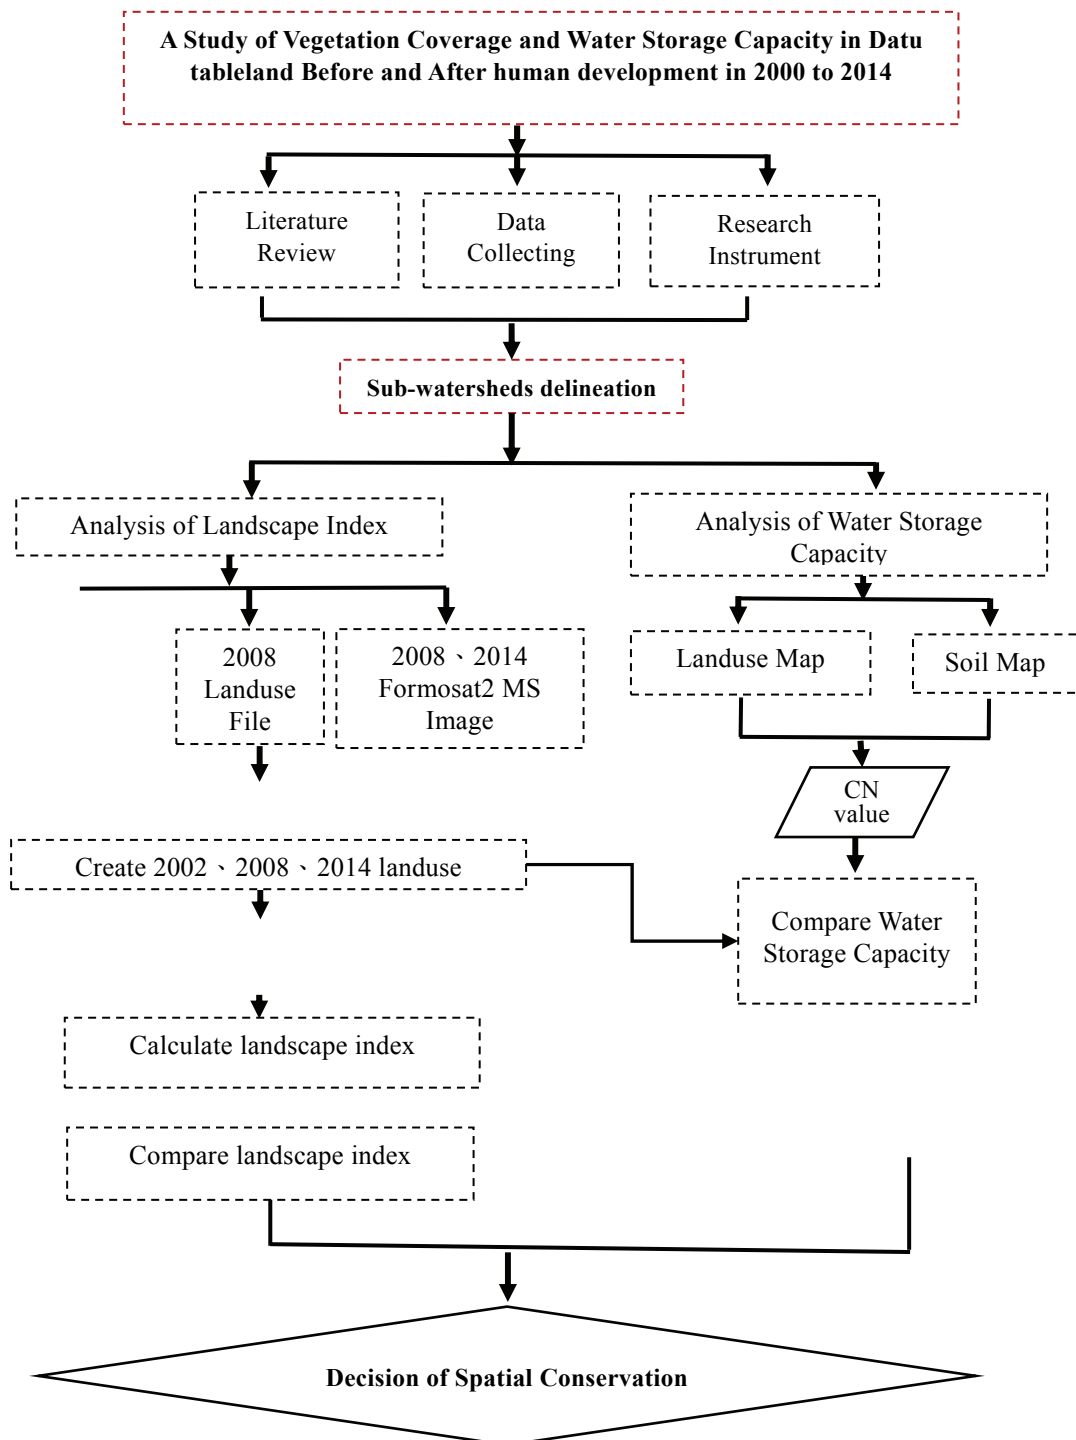 A Study of Vegetation Coverage and Water Storage Capacity in Datu
tableland Before and After human development in 2000 to 2014
Literature
Review
Data
Collecting
Research
Instrument
Sub-watersheds delineation
Analysis of Landscape Index
Analysis of Water Storage
Capacity
2008
Landuse
File
2008、2014
Formosat2 MS
Image
Landuse Map
Soil Map
CN
value
Create 2002、2008、2014 landuse
Compare Water
Storage Capacity
Calculate landscape index
Compare landscape index
Decision of Spatial Conservation